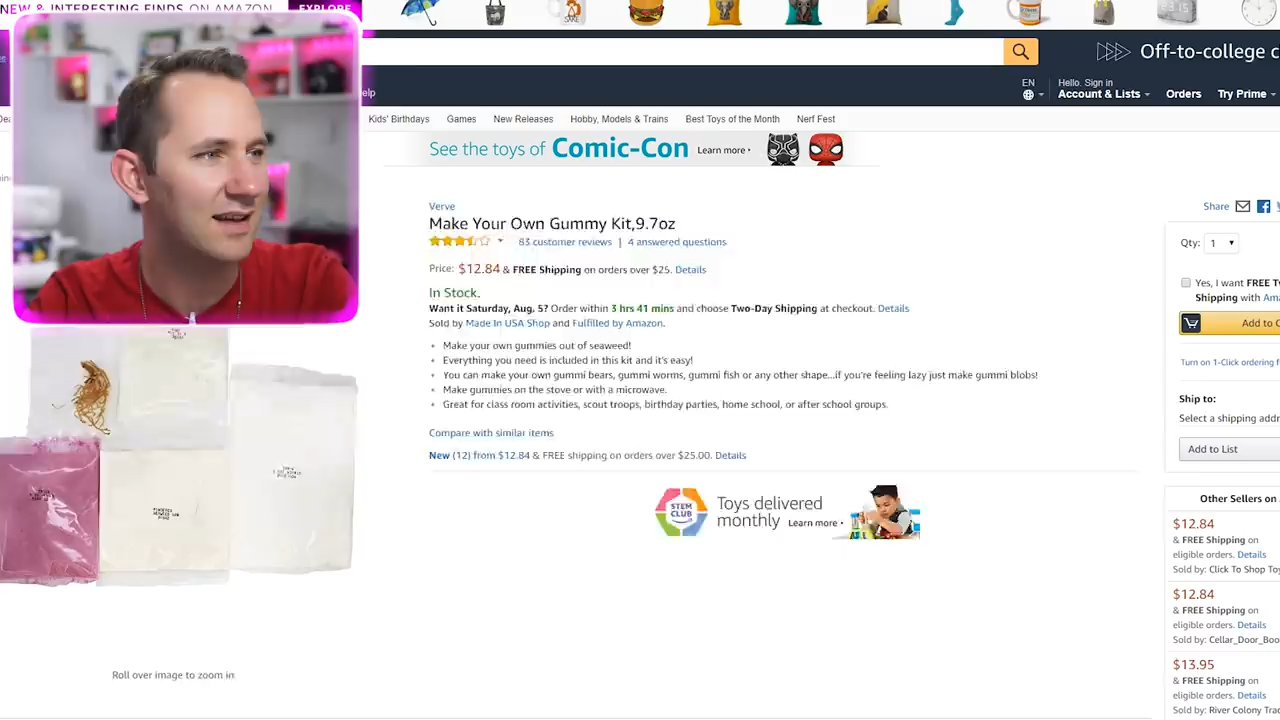 NEW & INTERESTING FINDS ON AMAZON EXPLORE
Off-to-college
elp
EN
Hello. Sign in
Account & Lists
Orders
Try Prime
Kids' Birthdays Games New Releases Hobby, Models & Trains Best Toys of the Month Nerf Fest
See the toys of Comic-Con Learn more
Verve
Make Your Own Gummy Kit,9.7oz
83 customer reviews | 4 answered questions
Price: $12.84 & FREE Shipping on orders over $25. Details
In Stock.
Want it Saturday, Aug. 5? Order within 3 hrs 41 mins and choose Two-Day Shipping at checkout. Details
Sold by Made In USA Shop and Fulfilled by Amazon.
Make your own gummies out of seaweed!
Everything you need is included in this kit and it's easy!
You can make your own gummi bears, gummi worms, gummi fish or any other shape...if you're feeling lazy just make gummi blobs!
Make gummies on the stove or with a microwave.
Great for class room activities, scout troops, birthday parties, home school, or after school groups.
Compare with similar items
New (12) from $12.84 & FREE shipping on orders over $25.00. Details
STEM CLUB
Toys delivered
monthly Learn more
Roll over image to zoom in
Share
Qty: 1
Yes, I want FREE
Shipping with
Add to
Turn on 1-Click ordering
Ship to:
Select a shipping
Add to List
Other Sellers on
$12.84
& FREE Shipping on
eligible orders. Details
Sold by: Click To Shop
$12.84
& FREE Shipping on
eligible orders. Details
Sold by: Cellar_Door_Boo
$13.95
& FREE Shipping on
eligible orders. Details
Sold by: River Colony